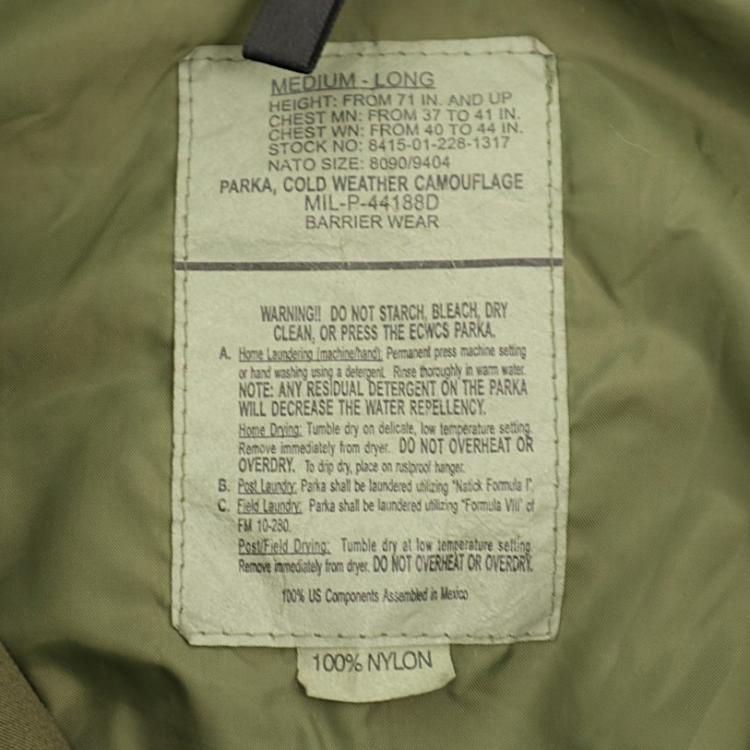 MEDIUM - LONG
HEIGHT: FROM 71 IN. AND UP
CHEST MN: FROM 37 TO 41 IN.
CHEST WN: FROM 40 TO 44 IN.
STOCK NO: 8415-01-228-1317
NATO SIZE: 8090/9404
PARKA, COLD WEATHER CAMOUFLAGE
MIL-P-44188D
BARRIER WEAR
WARNING!! DO NOT STARCH, BLEACH, DRY
CLEAN, OR PRESS THE ECWCS PARKA.
A. Home Laundering (machine/hand): Permanent press machine setting
or hand washing using a detergent. Rinse thoroughly in warm water.
NOTE: ANY RESIDUAL DETERGENT ON THE PARKA
WILL DECREASE THE WATER REPELLENCY.
Home Drying: Tumble dry on delicate, low temperature setting.
Remove immediately from dryer. DO NOT OVERHEAT OR
OVERDRY. To drip dry, place on rustproof hanger.
B. Post Laundry: Parka shall be laundered utilizing "Natick Formula I".
C. Field Laundry: Parka shall be laundered utilizing "Formula VIII" of
FM 10-280.
Post/Field Drying: Tumble dry at low temperature setting.
Remove immediately from dryer. DO NOT OVERHEAT OR OVERDRY.
100% US Components Assembled in Mexico
100% NYLON